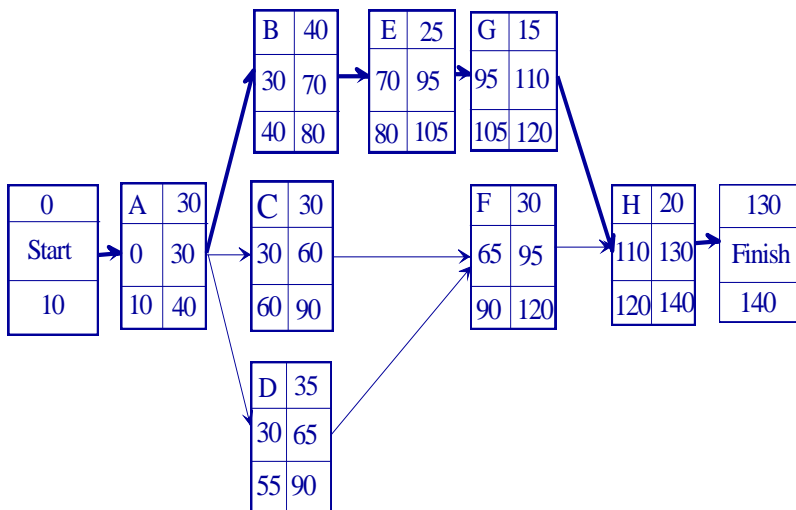 B 40
30 70
40 80
E 25
70 95
80 105
G 15
95 110
105 120
0
Start
10
A 30
0 30
10 40
C 30
30 60
60 90
F 30
65 95
90 120
H 20
110 130
120 140
130
Finish
140
D 35
30 65
55 90